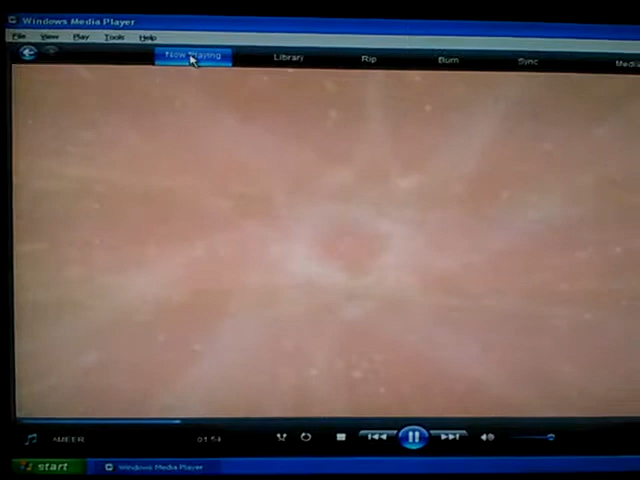 Windows Media Player
File View Play Tools Help
Now Playing Library Rip Burn Sync Media
AMEER 01:54
start Windows Media Player